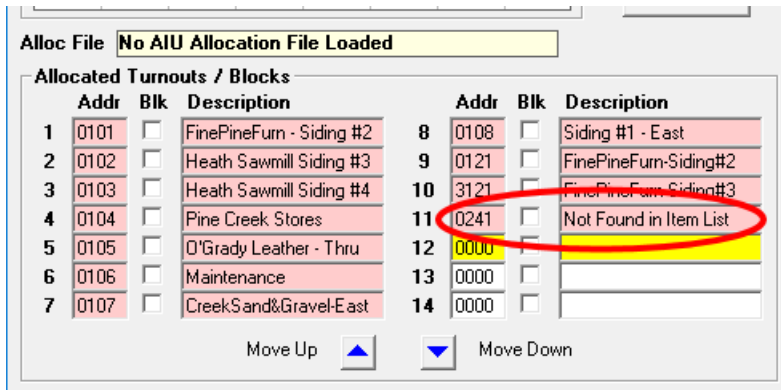 Alloc File No AIU Allocation File Loaded
Allocated Turnouts / Blocks
Addr Blk Description Addr Blk Description
1 0101 FinePineFurn - Siding #2 8 0108 Siding #1 - East
2 0102 Heath Sawmill Siding #3 9 0121 FinePineFurn-Siding#2
3 0103 Heath Sawmill Siding #4 10 3121 FinePineFurn-Siding#3
4 0104 Pine Creek Stores 11 0241 Not Found in Item List
5 0105 O'Grady Leather - Thru 12 0000
6 0106 Maintenance 13 0000
7 0107 CreekSand&Gravel-East 14 0000
Move Up Move Down